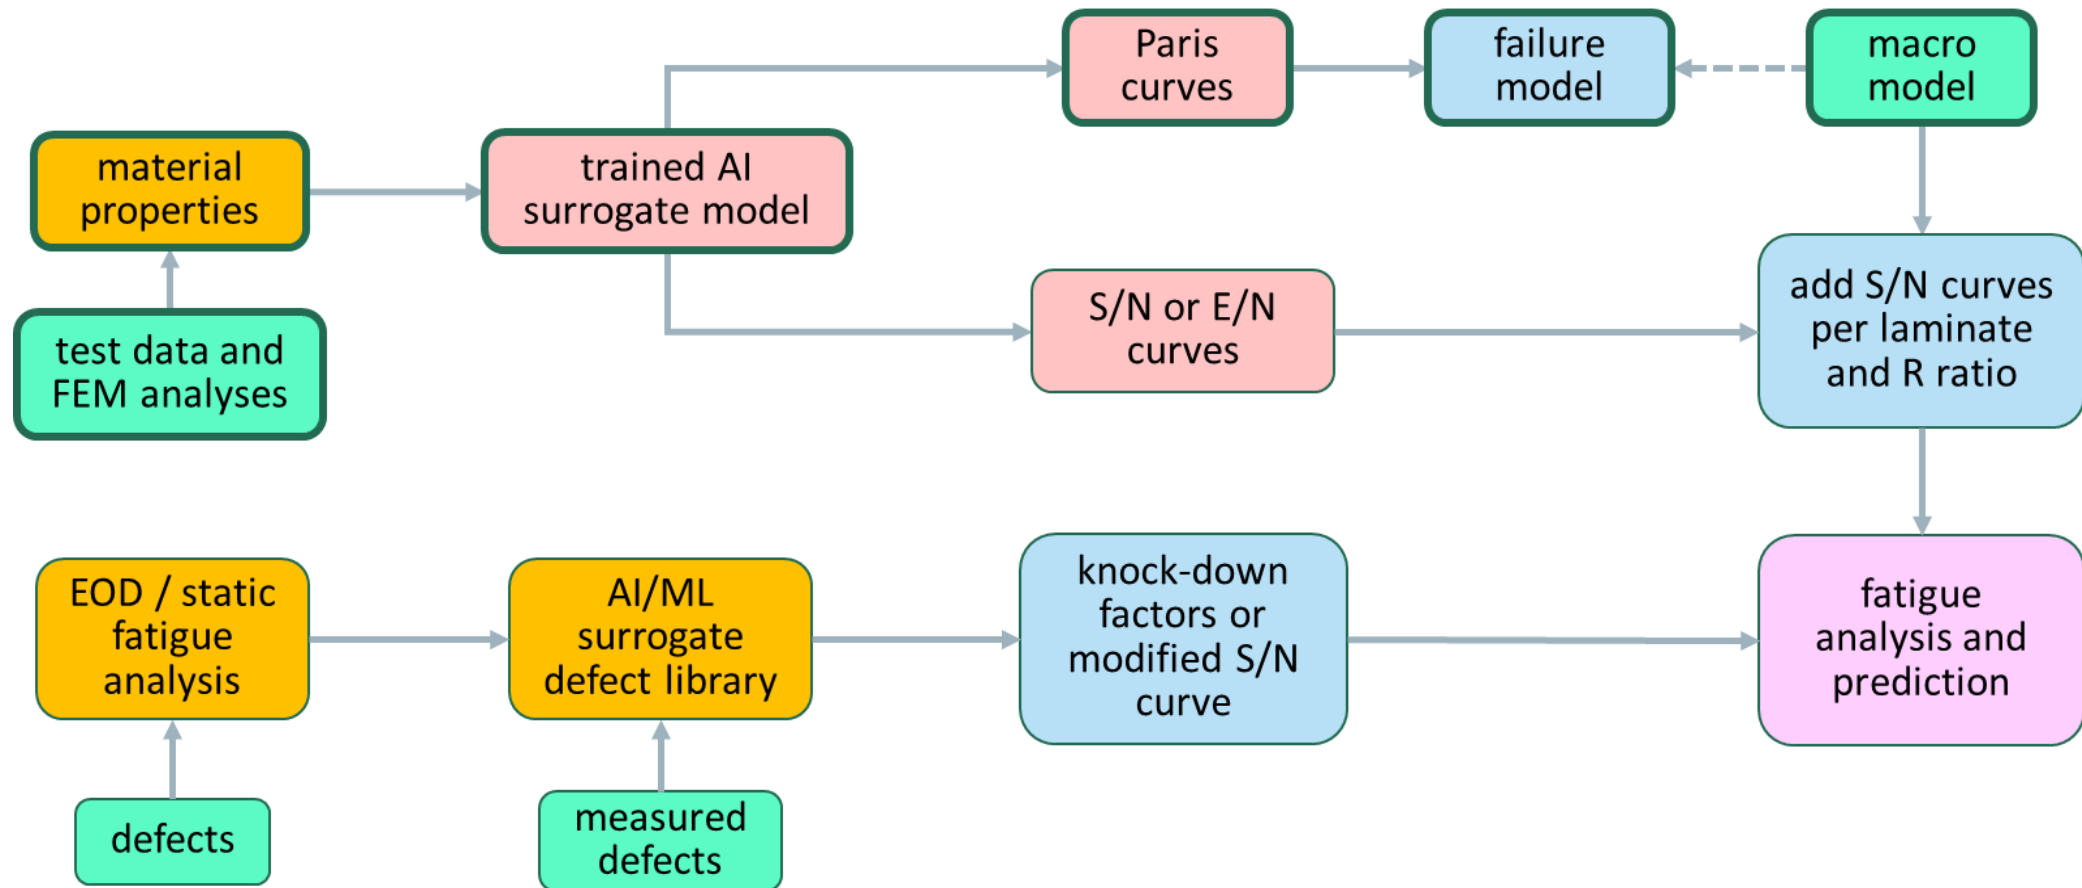 Paris
curves
failure
model
macro
model
material
properties
trained AI
surrogate model
test data and
FEM analyses
S/N or E/N
curves
add S/N curves
per laminate
and R ratio
EOD / static
fatigue
analysis
AI/ML
surrogate
defect library
knock-down
factors or
modified S/N
curve
fatigue
analysis and
prediction
defects
measured
defects